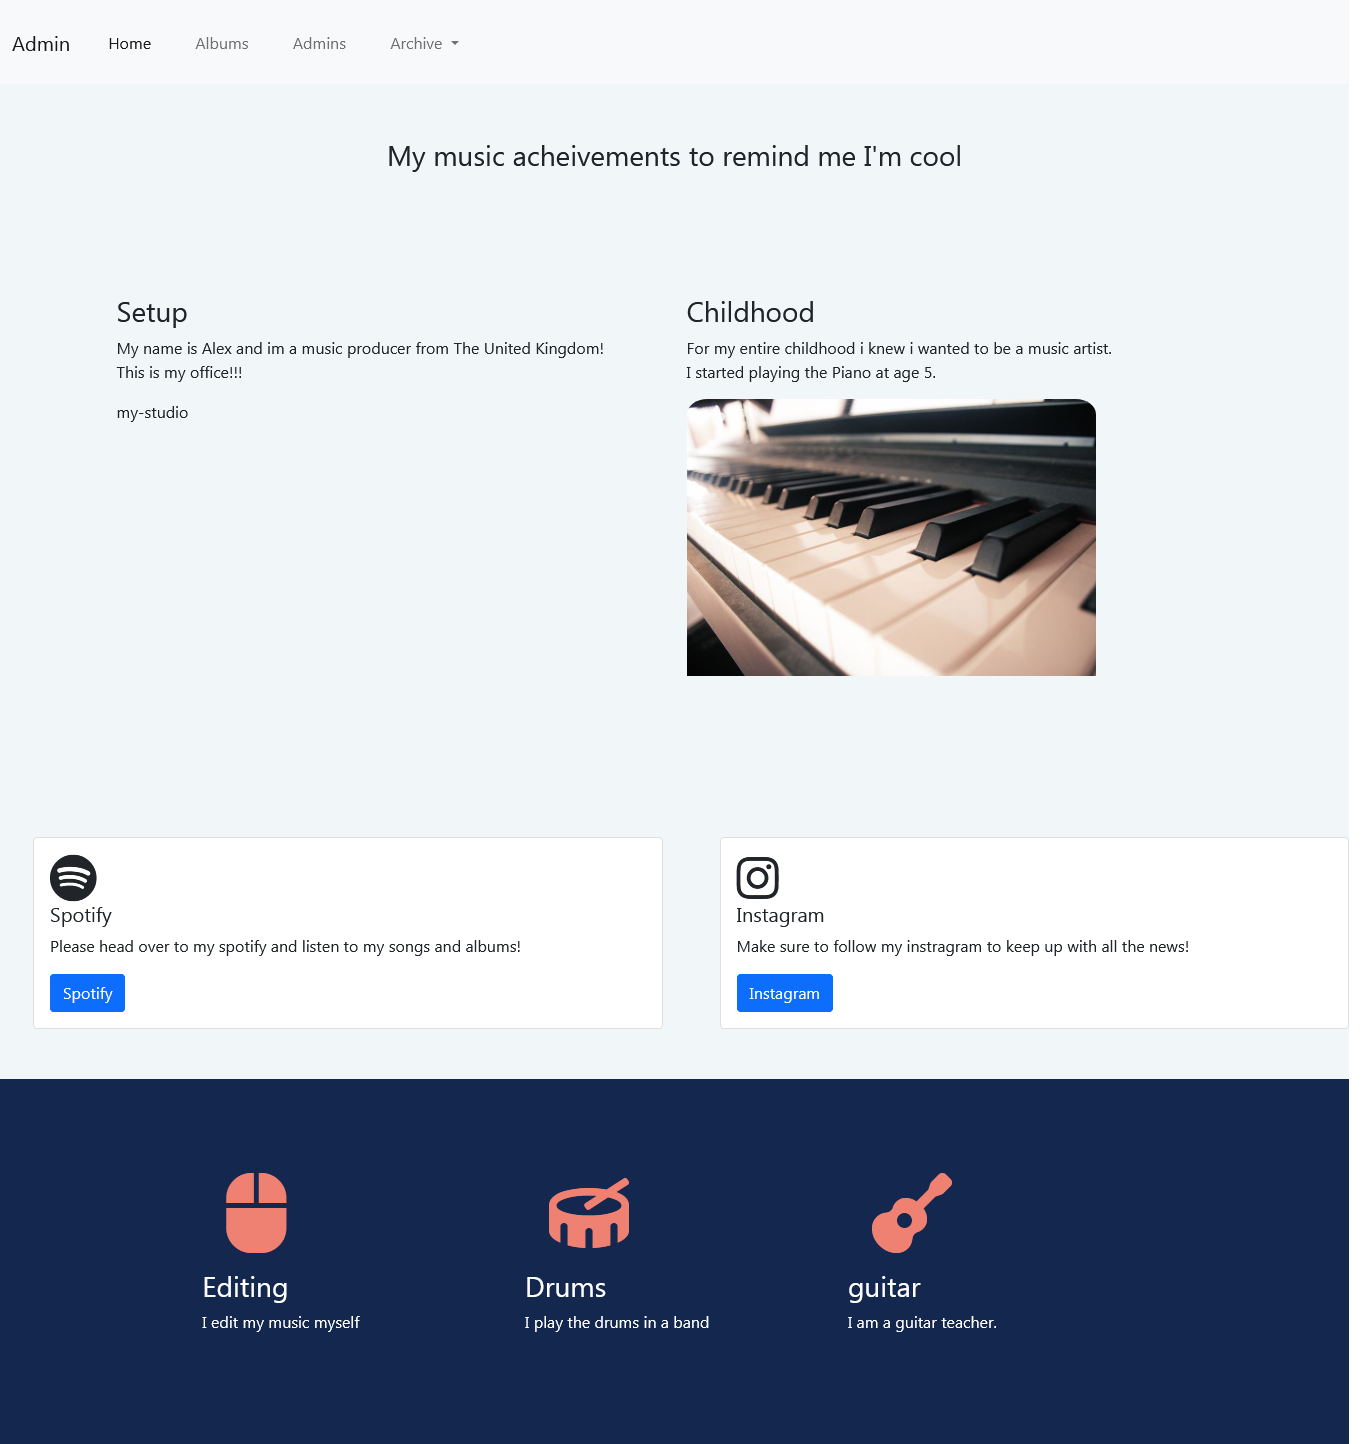 Admin Home Albums Admins Archive
My music acheivements to remind me I'm cool
Setup
My name is Alex and im a music producer from The United Kingdom!
This is my office!!!
my-studio
Childhood
For my entire childhood i knew i wanted to be a music artist.
I started playing the Piano at age 5.
Spotify
Please head over to my spotify and listen to my songs and albums!
Spotify
Instagram
Make sure to follow my instragram to keep up with all the news!
Instagram
Editing
I edit my music myself
Drums
I play the drums in a band
guitar
I am a guitar teacher.